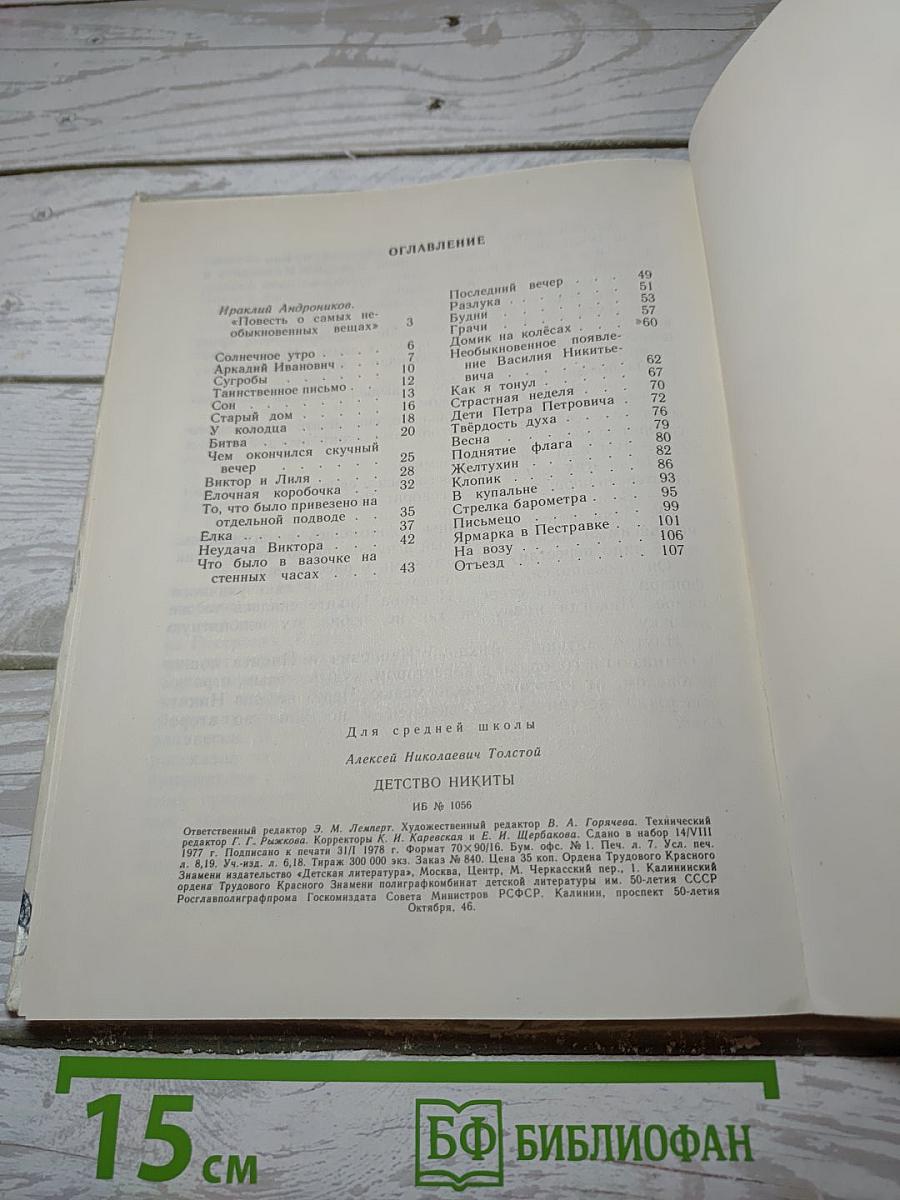 ОГЛАВЛЕНИЕ
Ираклий Андроников.
«Повесть о самых не-
обыкновенных вещах» 3
Солнечное утро . . . . 6
Аркадий Иванович . . . 7
Сугробы . . . . . . 10
Таинственное письмо . . 12
Сон . . . . . . . 13
Старый дом . . . . . 16
У колодца . . . . . 18
Битва . . . . . . . 20
Чем окончился скучный
вечер . . . . . . 25
Виктор и Лиля . . . . 28
Елочная коробочка . . 32
То, что было привезено на
отдельной подводе . . 35
Елка . . . . . . . 37
Неудача Виктора . . . 42
Что было в вазочке на
стенных часах . . . 43
Последний вечер . . . 49
Разлука . . . . . . 51
Будни . . . . . . 53
Грачи . . . . . . 57
Домик на колёсах . . . 60
Необыкновенное появле-
ние Василия Никитье-
вича . . . . . . 62
Как я тонул . . . . . 67
Страстная неделя . . . 70
Дети Петра Петровича . 72
Твёрдость духа . . . . 76
Весна . . . . . . . 79
Поднятие флага . . . 80
Желтухин . . . . . 82
Клопик . . . . . . 86
В купальне . . . . . 93
Стрелка барометра . . . 95
Письмецо . . . . . . 99
Ярмарка в Пестравке . . 101
На возу . . . . . . 106
Отъезд . . . . . . . 107
Для средней школы
Алексей Николаевич Толстой
ДЕТСТВО НИКИТЫ
ИБ № 1056
Ответственный редактор Э. М. Лемперт. Художественный редактор В. А. Горячева. Технический
редактор Г. Г. Рыжкова. Корректоры К. И. Каревская и Е. И. Щербакова. Сдано в набор 14/VIII
1977 г. Подписано к печати 31/I 1978 г. Формат 70×90/16. Бум. офс. № 1. Печ. л. 7. Усл. печ.
л. 8,19. Уч.-изд. л. 6,18. Тираж 300 000 экз. Заказ № 840. Цена 35 коп. Ордена Трудового Красного
Знамени издательство «Детская литература», Москва, Центр, М. Черкасский пер., 1. Калининский
ордена Трудового Красного Знамени полиграфкомбинат детской литературы им. 50-летия СССР
Росглавполиграфпрома Госкомиздата Совета Министров РСФСР. Калинин, проспект 50-летия
Октября, 46.
15 см
БФ БИБЛИОФАН